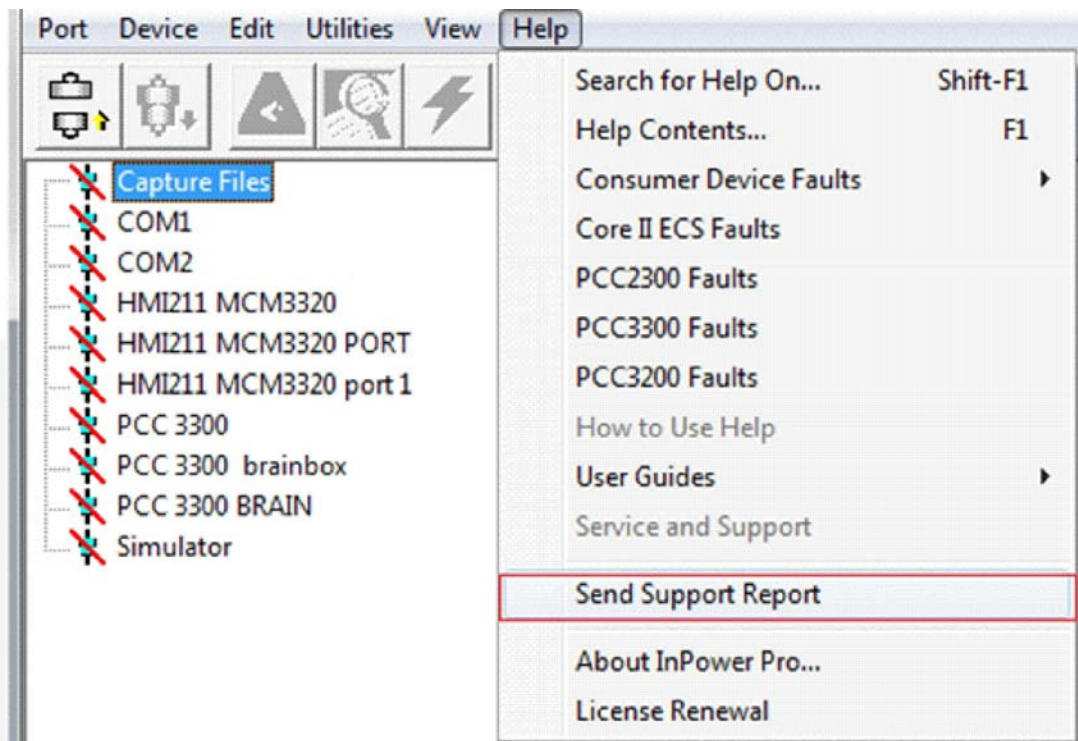 Port Device Edit Utilities View Help
Capture Files
COM1
COM2
HMI211 MCM3320
HMI211 MCM3320 PORT
HMI211 MCM3320 port 1
PCC 3300
PCC 3300 brainbox
PCC 3300 BRAIN
Simulator
Search for Help On... Shift-F1
Help Contents... F1
Consumer Device Faults
Core II ECS Faults
PCC2300 Faults
PCC3300 Faults
PCC3200 Faults
How to Use Help
User Guides
Service and Support
Send Support Report
About InPower Pro...
License Renewal